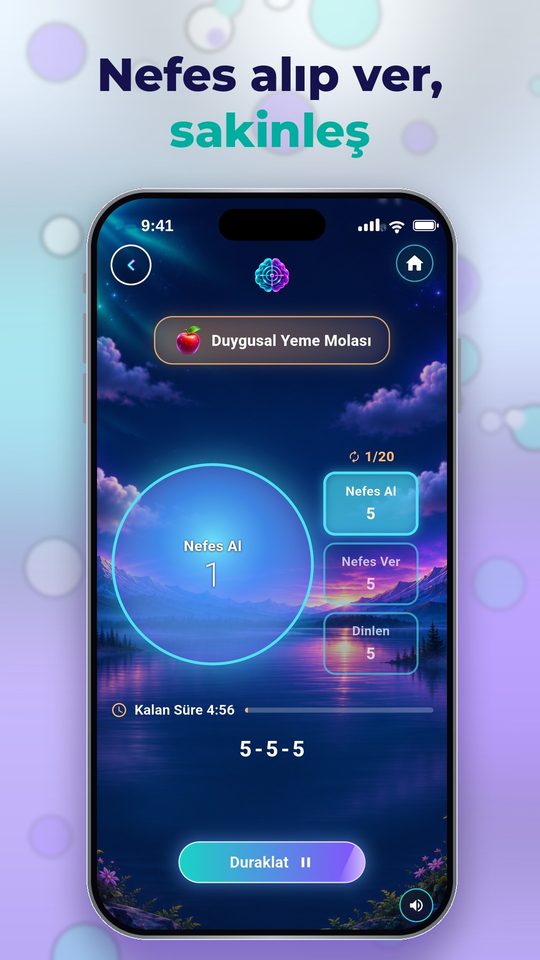 Nefes alıp ver,
sakinleş
9:41
Duygusal Yeme Molası
1/20
Nefes Al
5
Nefes Al
1
Nefes Ver
5
Dinlen
5
Kalan Süre 4:56
5-5-5
Duraklat